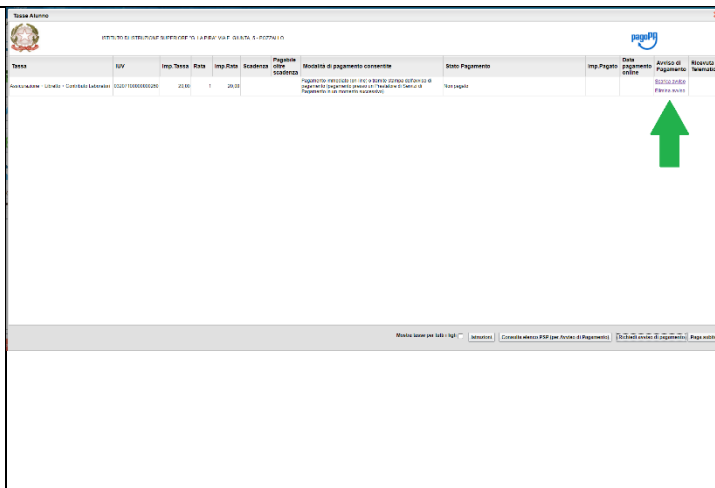 Tasse Alunno
ISTITUTO DI ISTRUZIONE SUPERIORE "G. LA PIRA" VIA F. GIUNTA ,5 - POZZALLO
pagoPA
Tassa IUV Imp.Tassa Rata Imp.Rata Scadenza Pagabile oltre scadenza Modalità di pagamento consentite Stato Pagamento Imp.Pagato Data pagamento online Avviso di Pagamento Ricevuta
Assicurazione - Libretto - Contributo Laboratori 20.00 1 20.00 Non pagato
Pagamento immediato (on line) o tramite stampa dell'avviso di
pagamento (pagamento presso un Prestatore di Servizi di
Pagamento in un momento successivo)
Scarica avviso
Elimina avviso
Mostra tasse per tutti i figli Istruzioni Consulta elenco PSP (per Avviso di Pagamento) Richiedi avviso di pagamento Paga subito